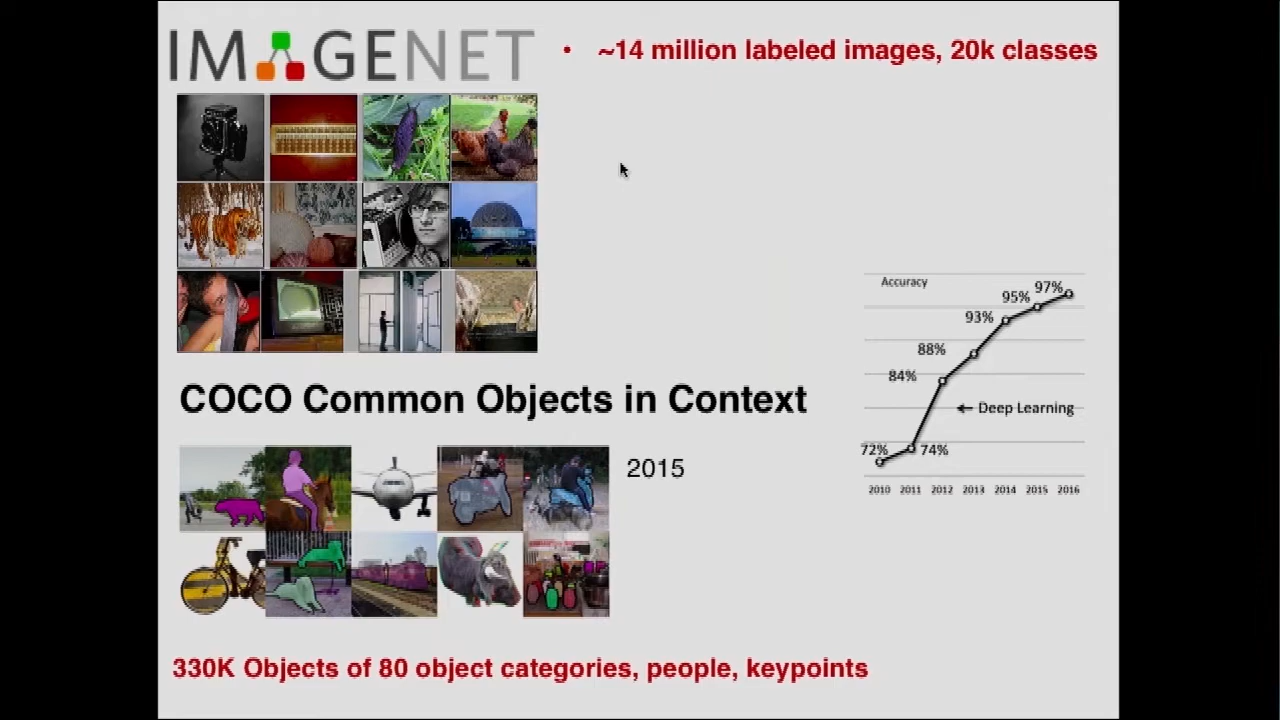 IMAGENET
• ~14 million labeled images, 20k classes
Accuracy
97%
95%
93%
88%
84%
← Deep Learning
72%
74%
2010 2011 2012 2013 2014 2015 2016
COCO Common Objects in Context
2015
330K Objects of 80 object categories, people, keypoints